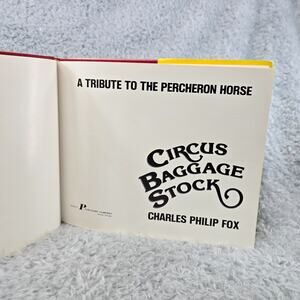 A TRIBUTE TO THE PERCHERON HORSE
CIRCUS
BAGGAGE
STOCK
CHARLES PHILIP FOX